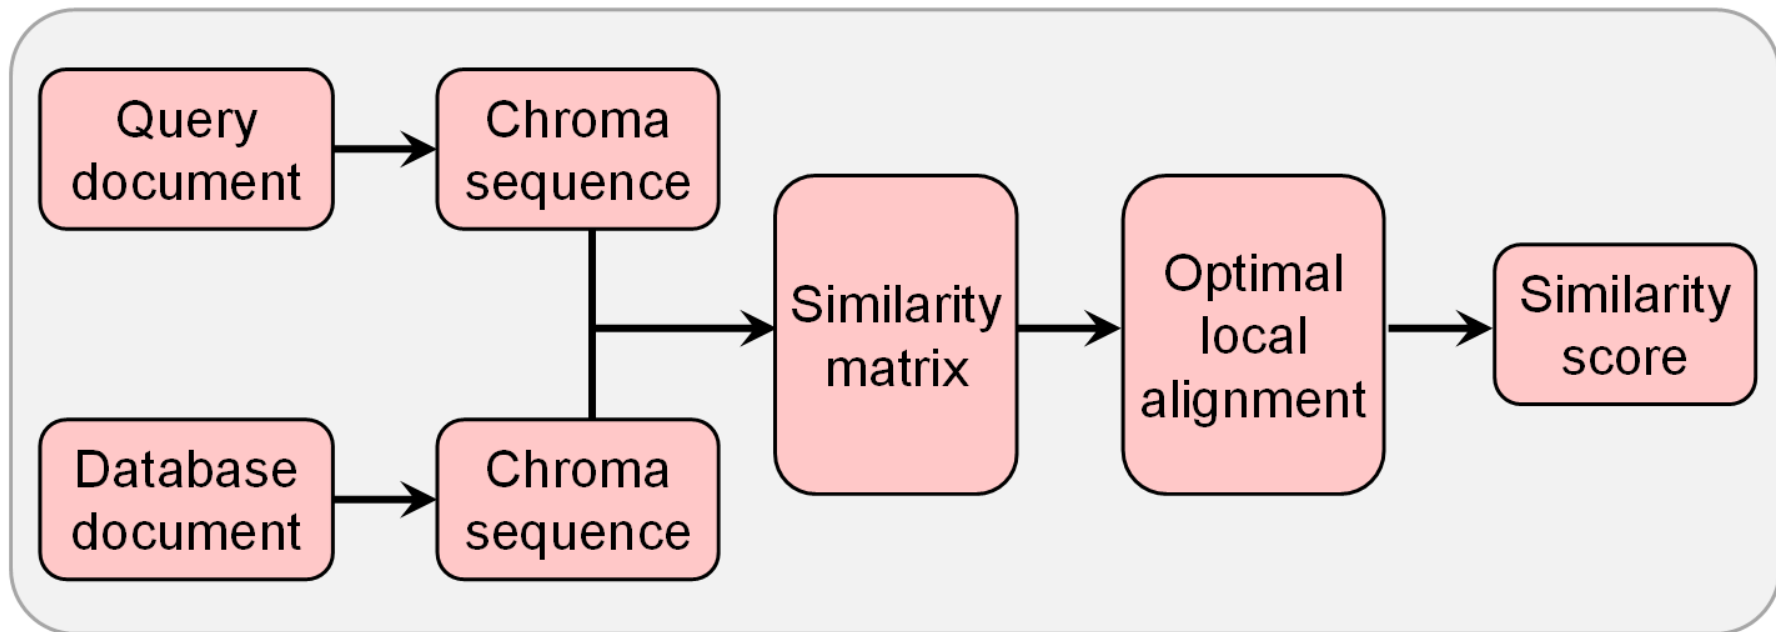 Query
document
Chroma
sequence
Database
document
Chroma
sequence
Similarity
matrix
Optimal
local
alignment
Similarity
score